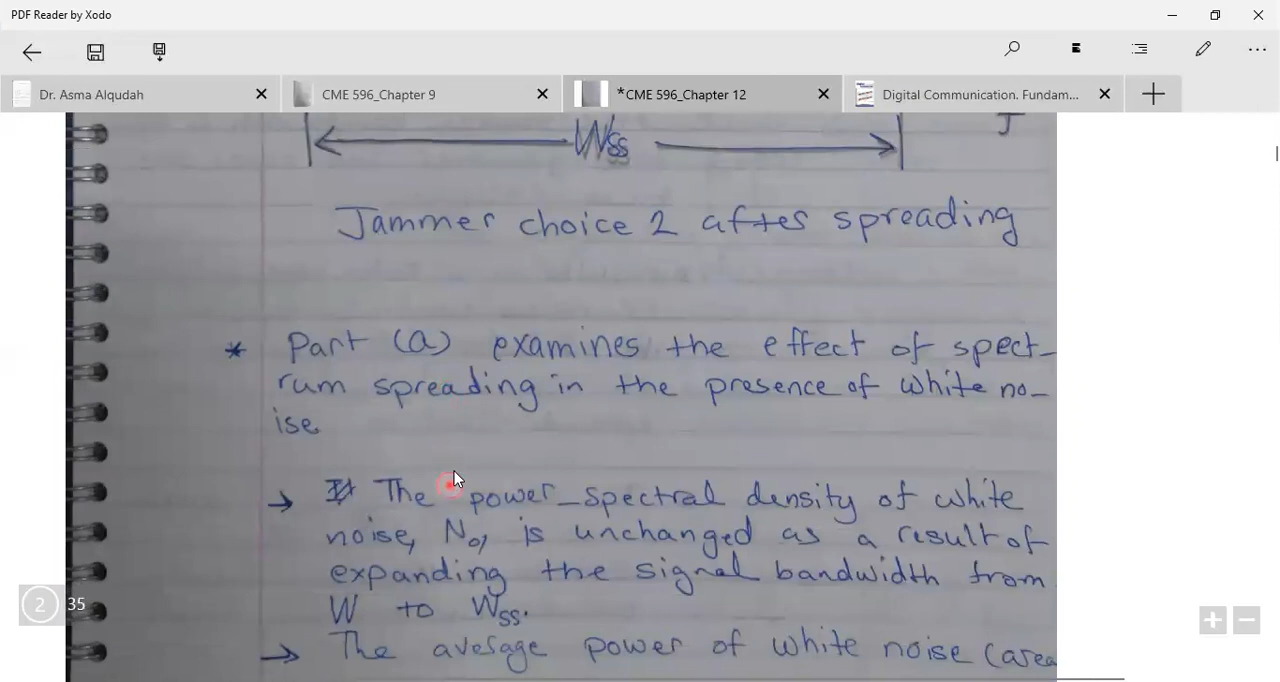 PDF Reader by Xodo
Dr. Asma Alqudah
CME 596_Chapter 9
*CME 596_Chapter 12
Digital Communication. Fundam...
Wss
J
Jammer choice 2 after spreading
* Part (a) examines the effect of spect-
rum spreading in the presence of white no-
ise.
→ The power-spectral density of white
noise, No, is unchanged as a result of
expanding the signal bandwidth from
W to Wss.
→ The average power of white noise (area
2 35